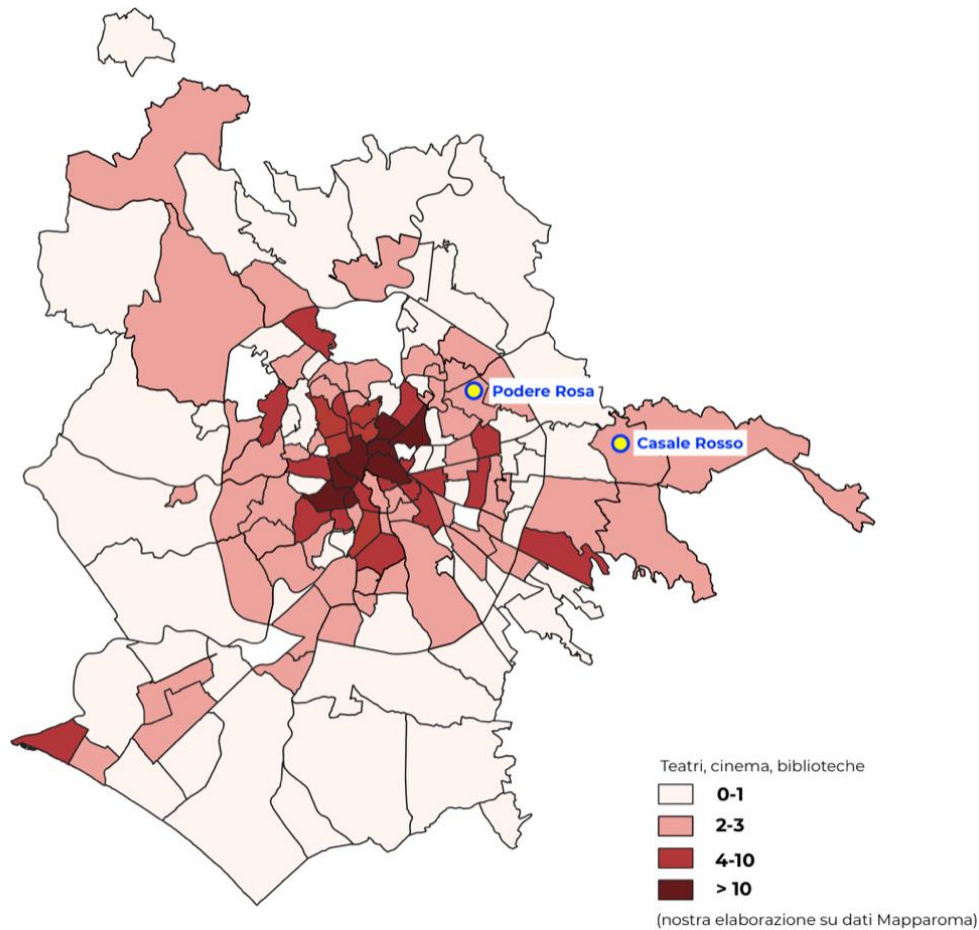 Podere Rosa
Casale Rosso
Teatri, cinema, biblioteche
0-1
2-3
4-10
> 10
(nostra elaborazione su dati Mapparoma)